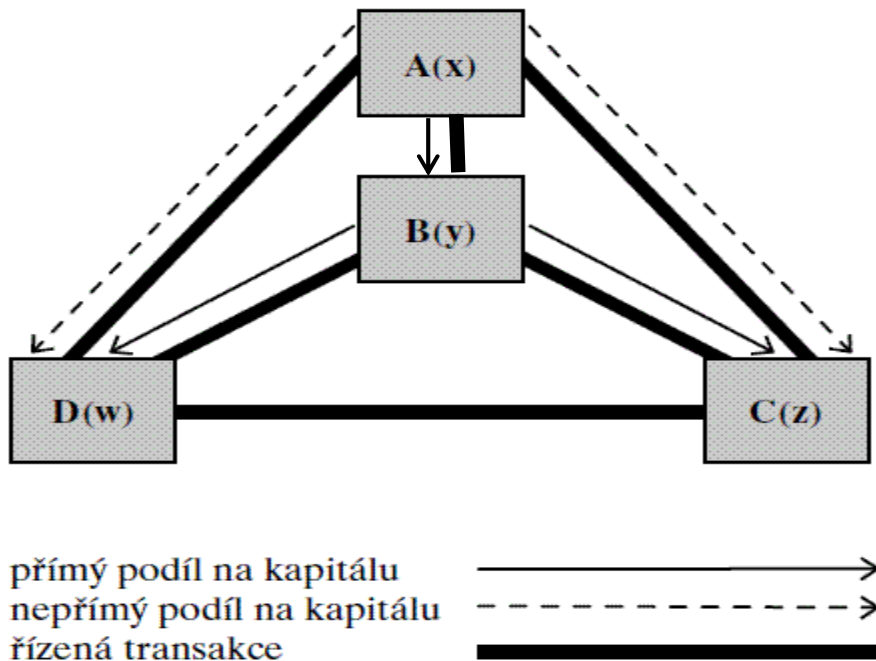 A(x)
B(y)
D(w)
C(z)
přímý podíl na kapitálu
nepřímý podíl na kapitálu
řízená transakce